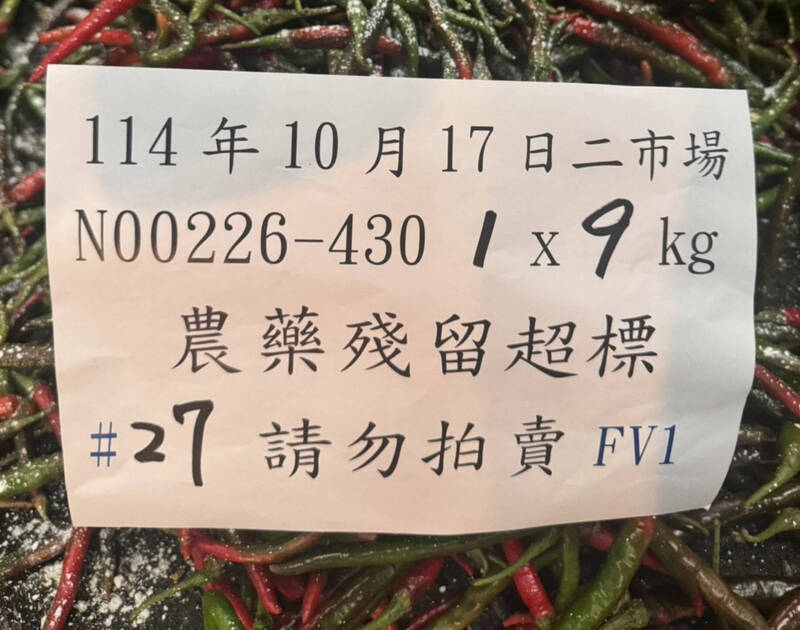 114 年 10 月 17 日二市場
N00226-430 1 x 9 kg
農藥殘留超標
#27 請勿拍賣 FV1